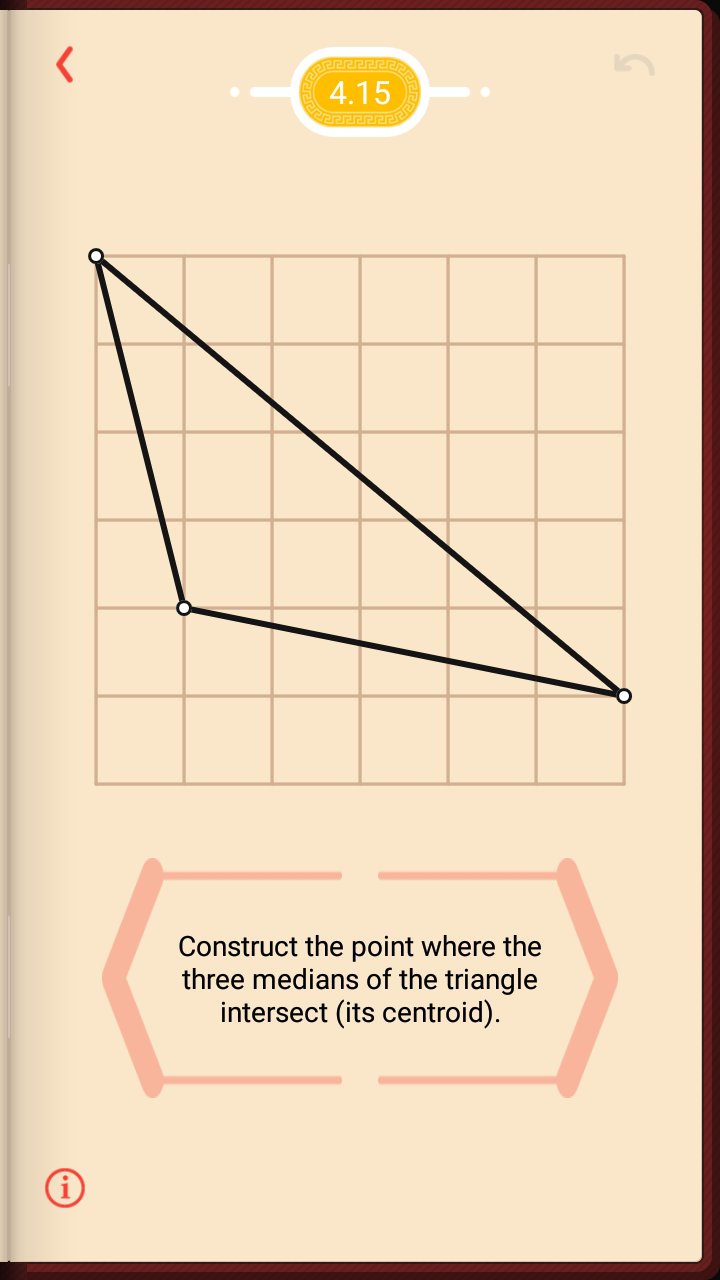 4.15
Construct the point where the
three medians of the triangle
intersect (its centroid).
i